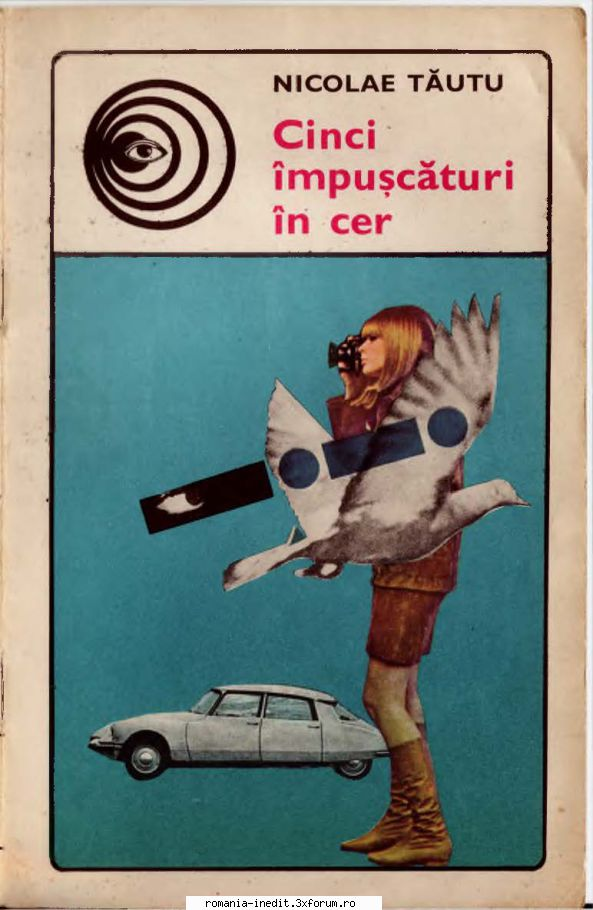 NICOLAE TĂUTU
Cinci
împușcături
în cer
romania-inedit.3xforum.ro